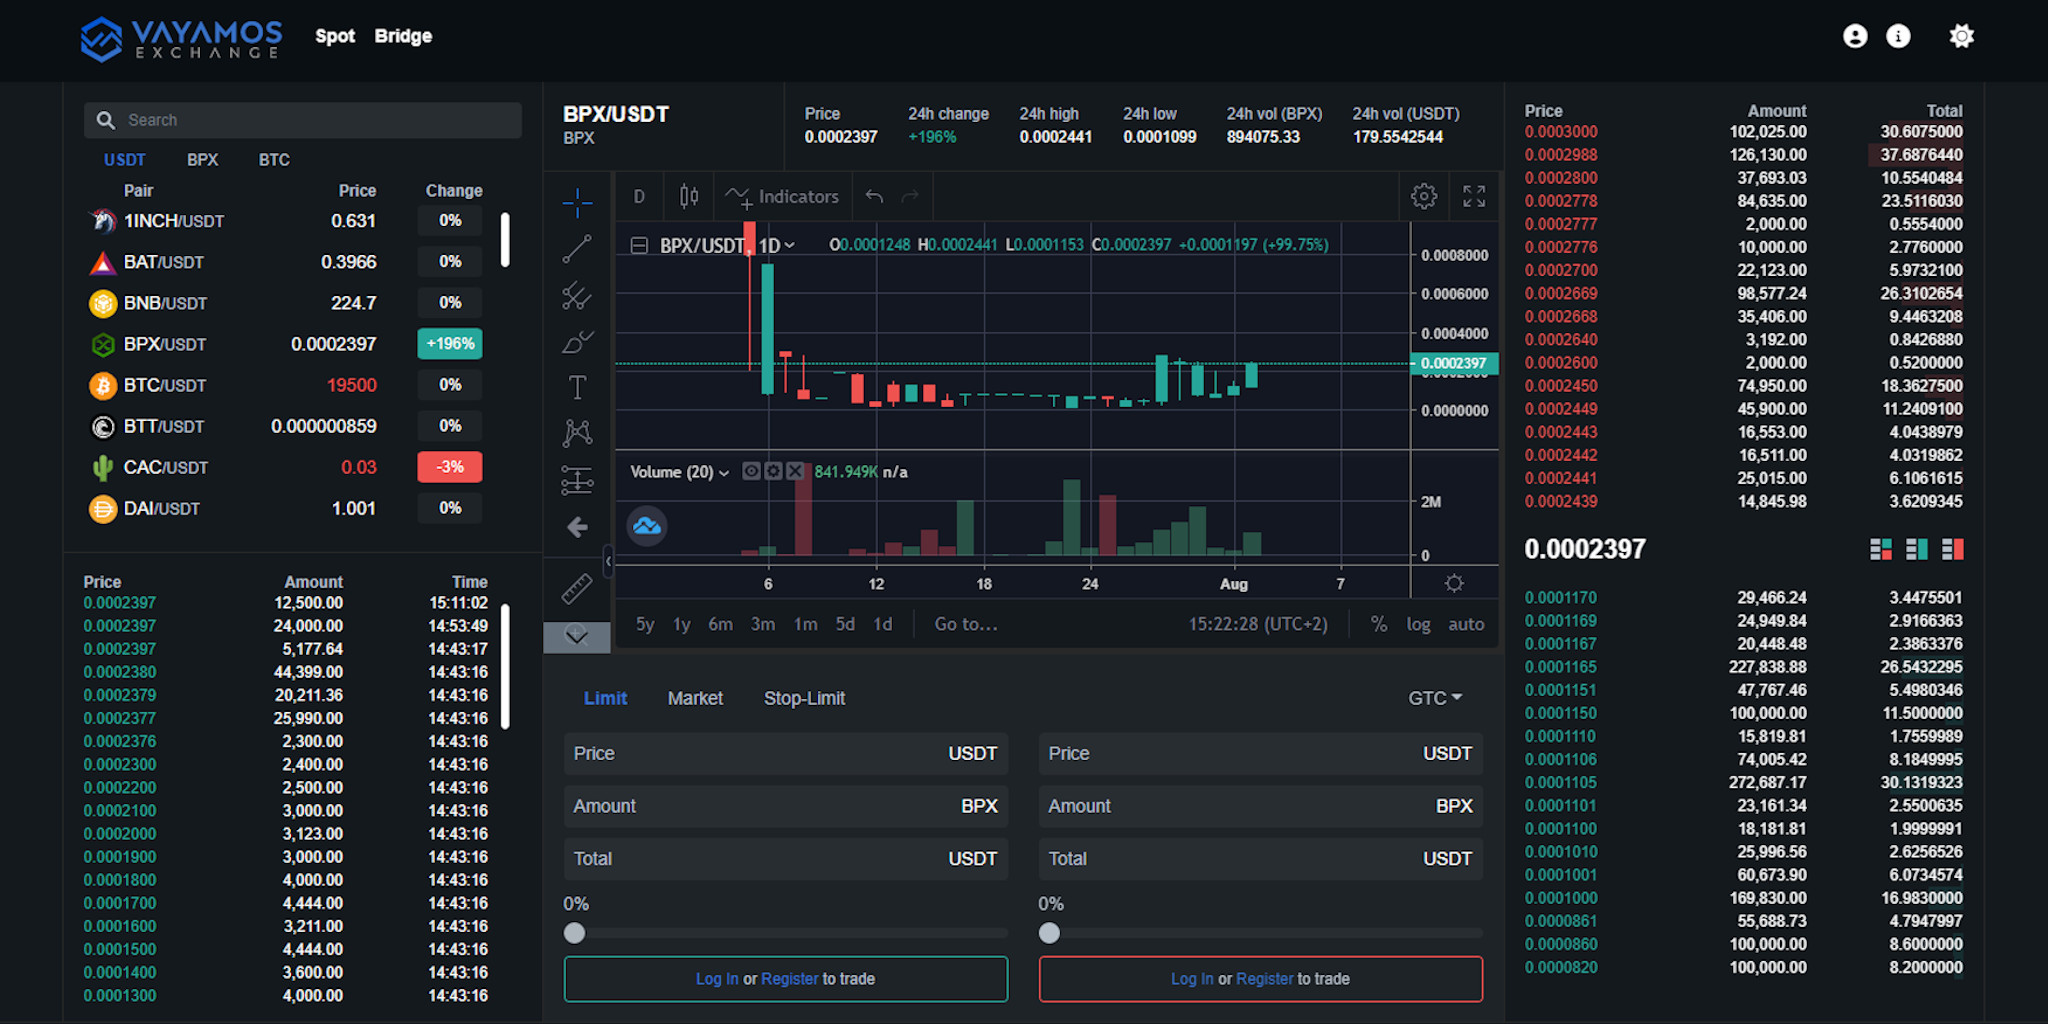 VAYAMOS
EXCHANGE
Spot Bridge
Search
USDT BPX BTC
Pair Price Change
1INCH/USDT 0.631 0%
BAT/USDT 0.3966 0%
BNB/USDT 224.7 0%
BPX/USDT 0.0002397 +196%
BTC/USDT 19500 0%
BTT/USDT 0.000000859 0%
CAC/USDT 0.03 -3%
DAI/USDT 1.001 0%
Price Amount Time
0.0002397 12,500.00 15:11:02
0.0002397 24,000.00 14:53:49
0.0002397 5,177.64 14:43:17
0.0002380 44,399.00 14:43:16
0.0002379 20,211.36 14:43:16
0.0002377 25,990.00 14:43:16
0.0002376 2,300.00 14:43:16
0.0002300 2,400.00 14:43:16
0.0002200 2,500.00 14:43:16
0.0002100 3,000.00 14:43:16
0.0002000 3,123.00 14:43:16
0.0001900 3,000.00 14:43:16
0.0001800 4,000.00 14:43:16
0.0001700 4,444.00 14:43:16
0.0001600 3,211.00 14:43:16
0.0001500 4,444.00 14:43:16
0.0001400 3,600.00 14:43:16
0.0001300 4,000.00 14:43:16
BPX/USDT
BPX
Price 24h change 24h high 24h low 24h vol (BPX) 24h vol (USDT)
0.0002397 +196% 0.0002441 0.0001099 894075.33 179.5542544
D Indicators
BPX/USDT, 1D O0.0001248 H0.0002441 L0.0001153 C0.0002397 +0.0001197 (+99.75%)
0.0008000
0.0006000
0.0004000
0.0002397
0.0000000
Volume (20) 841.949K n/a
2M
0
6 12 18 24 Aug 7
5y 1y 6m 3m 1m 5d 1d Go to... 15:22:28 (UTC+2) % log auto
Limit Market Stop-Limit GTC
Price USDT Price USDT
Amount BPX Amount BPX
Total USDT Total USDT
0% 0%
Log In or Register to trade Log In or Register to trade
Price Amount Total
0.0003000 102,025.00 30.6075000
0.0002988 126,130.00 37.6876440
0.0002800 37,693.03 10.5540484
0.0002778 84,635.00 23.5116030
0.0002777 2,000.00 0.5554000
0.0002776 10,000.00 2.7760000
0.0002700 22,123.00 5.9732100
0.0002669 98,577.24 26.3102654
0.0002668 35,406.00 9.4463208
0.0002640 3,192.00 0.8426880
0.0002600 2,000.00 0.5200000
0.0002450 74,950.00 18.3627500
0.0002449 45,900.00 11.2409100
0.0002443 16,553.00 4.0438979
0.0002442 16,511.00 4.0319862
0.0002441 25,015.00 6.1061615
0.0002439 14,845.98 3.6209345
0.0002397
0.0001170 29,466.24 3.4475501
0.0001169 24,949.84 2.9166363
0.0001167 20,448.48 2.3863376
0.0001165 227,838.88 26.5432295
0.0001151 47,767.46 5.4980346
0.0001150 100,000.00 11.5000000
0.0001110 15,819.81 1.7559989
0.0001106 74,005.42 8.1849995
0.0001105 272,687.17 30.1319323
0.0001101 23,161.34 2.5500635
0.0001100 18,181.81 1.9999991
0.0001010 25,996.56 2.6256526
0.0001001 60,673.90 6.0734574
0.0001000 169,830.00 16.9830000
0.0000861 55,688.73 4.7947997
0.0000860 100,000.00 8.6000000
0.0000820 100,000.00 8.2000000